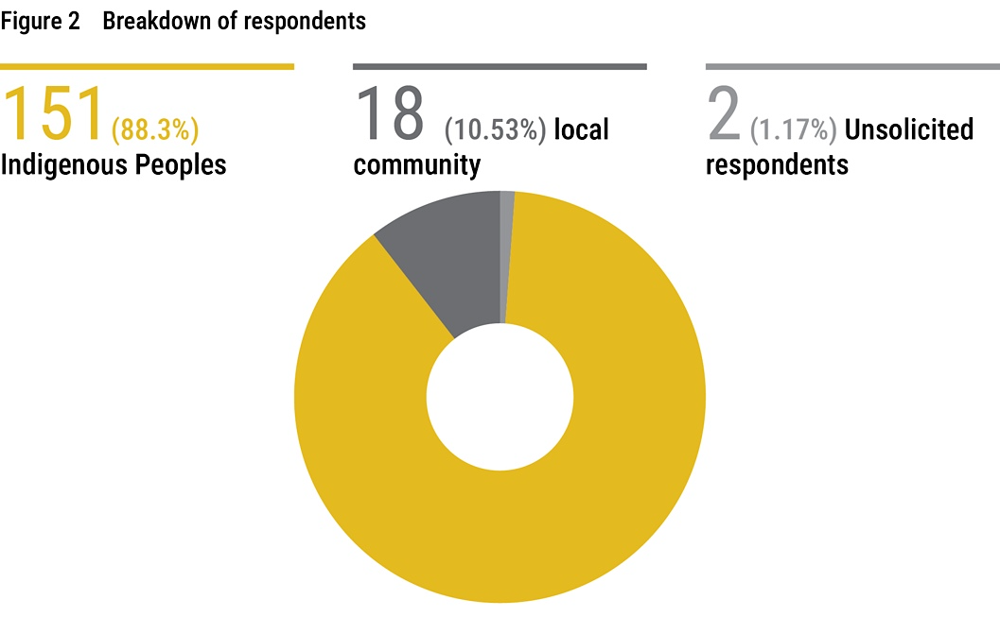 Figure 2 Breakdown of respondents
151 (88.3%)
Indigenous Peoples
18 (10.53%) local
community
2 (1.17%) Unsolicited
respondents